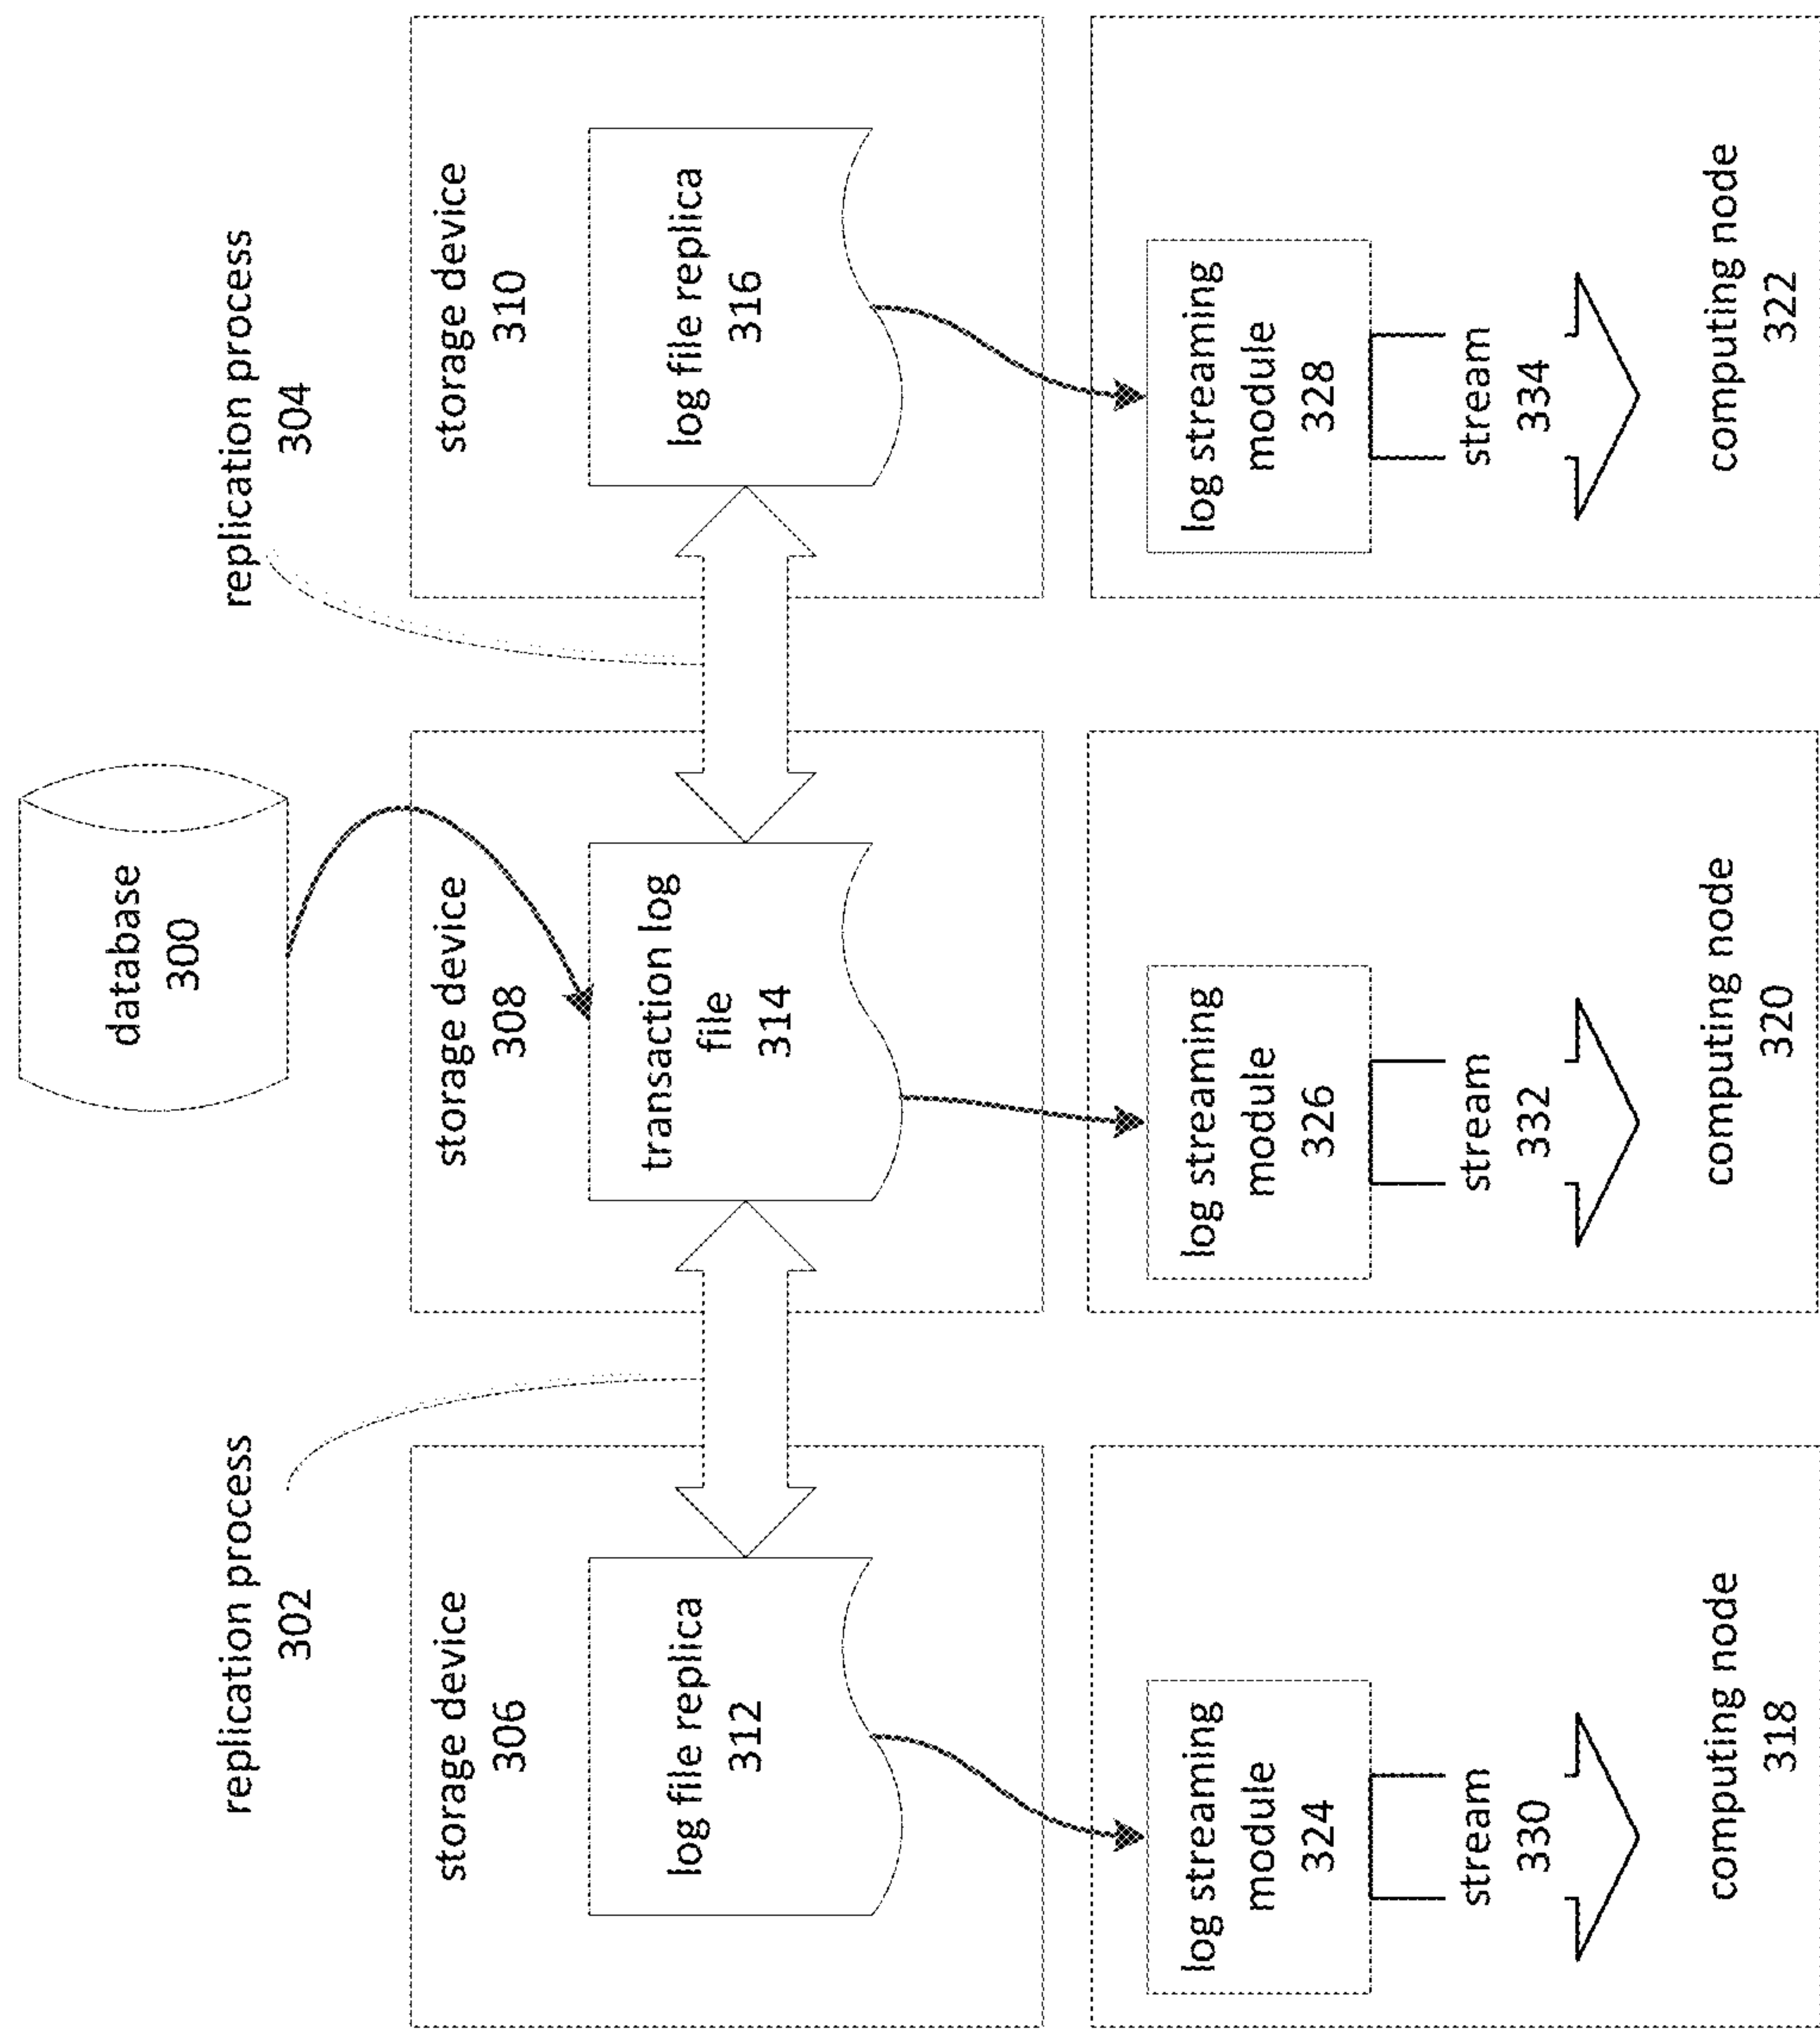 database
300
replication process
302
replication process
304
storage device
306
storage device
308
storage device
310
log file replica
312
transaction log
file
314
log file replica
316
log streaming
module
324
log streaming
module
326
log streaming
module
328
stream
330
stream
332
stream
334
computing node
318
computing node
320
computing node
322